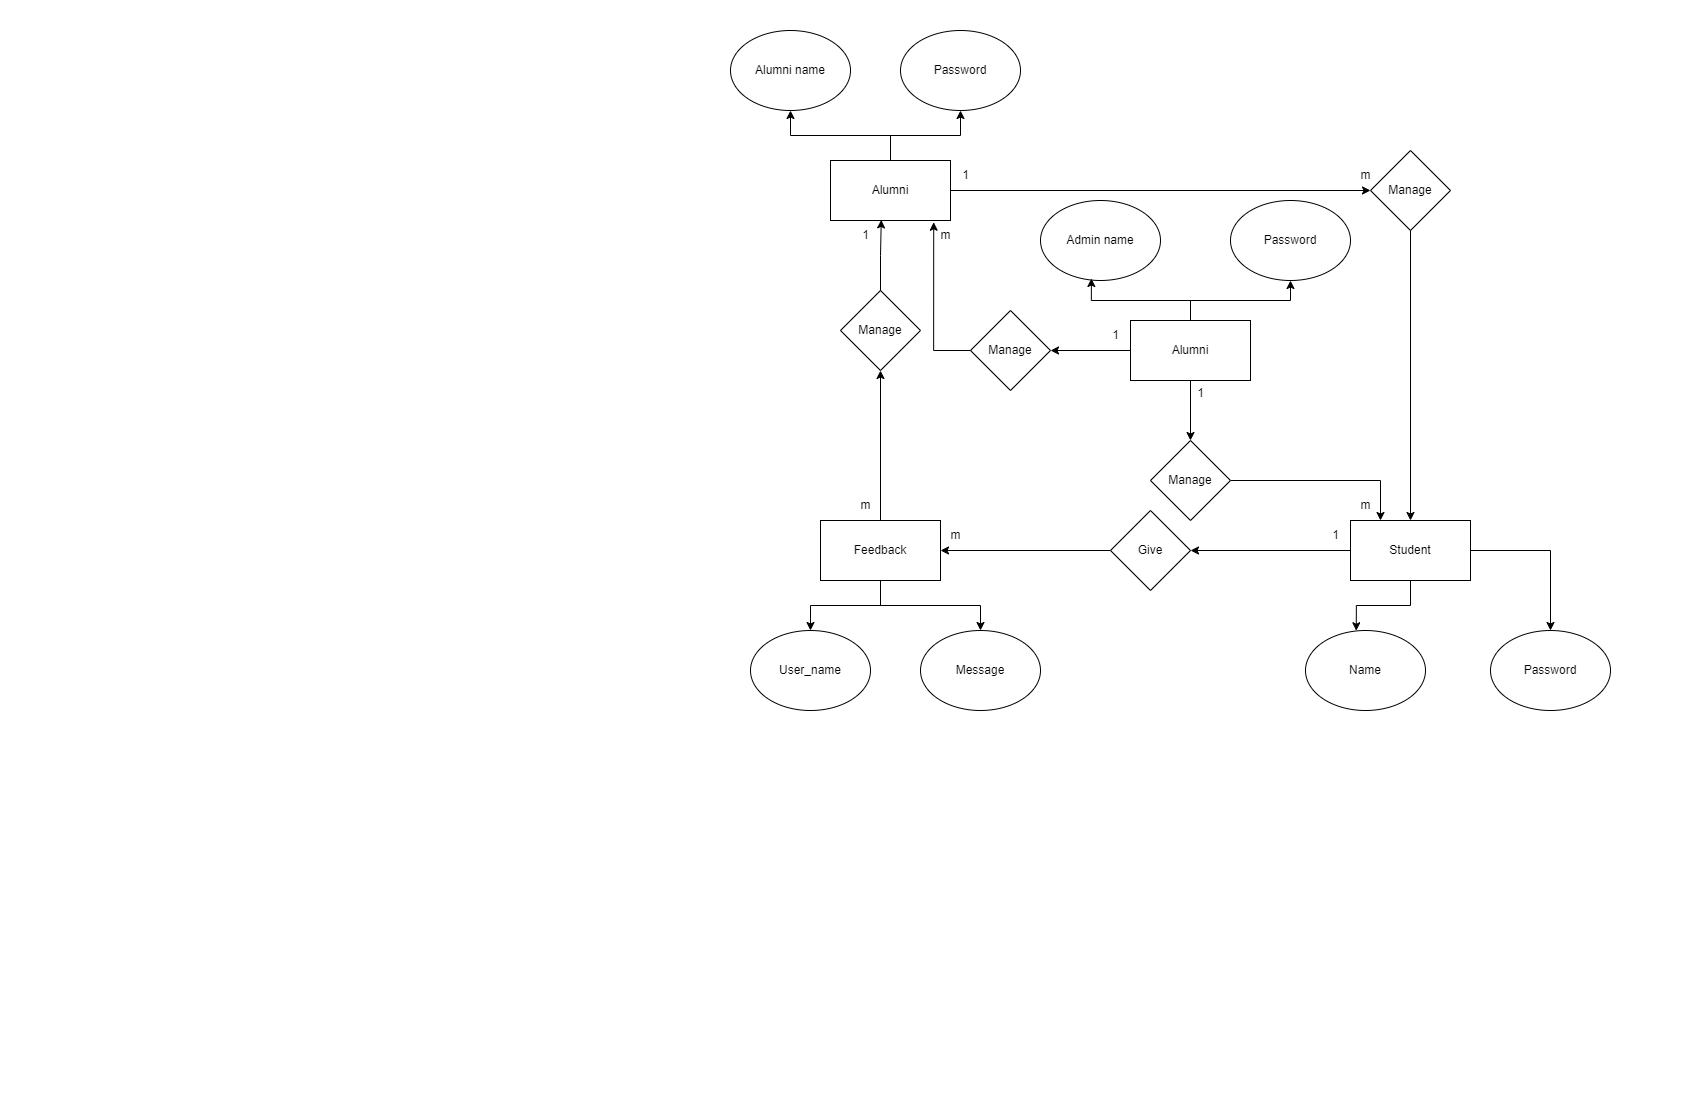 Alumni name
Password
Alumni
1
m
Manage
1
m
Admin name
Password
Manage
Manage
1
Alumni
1
Manage
m
m
Feedback
m
Give
1
Student
User_name
Message
Name
Password